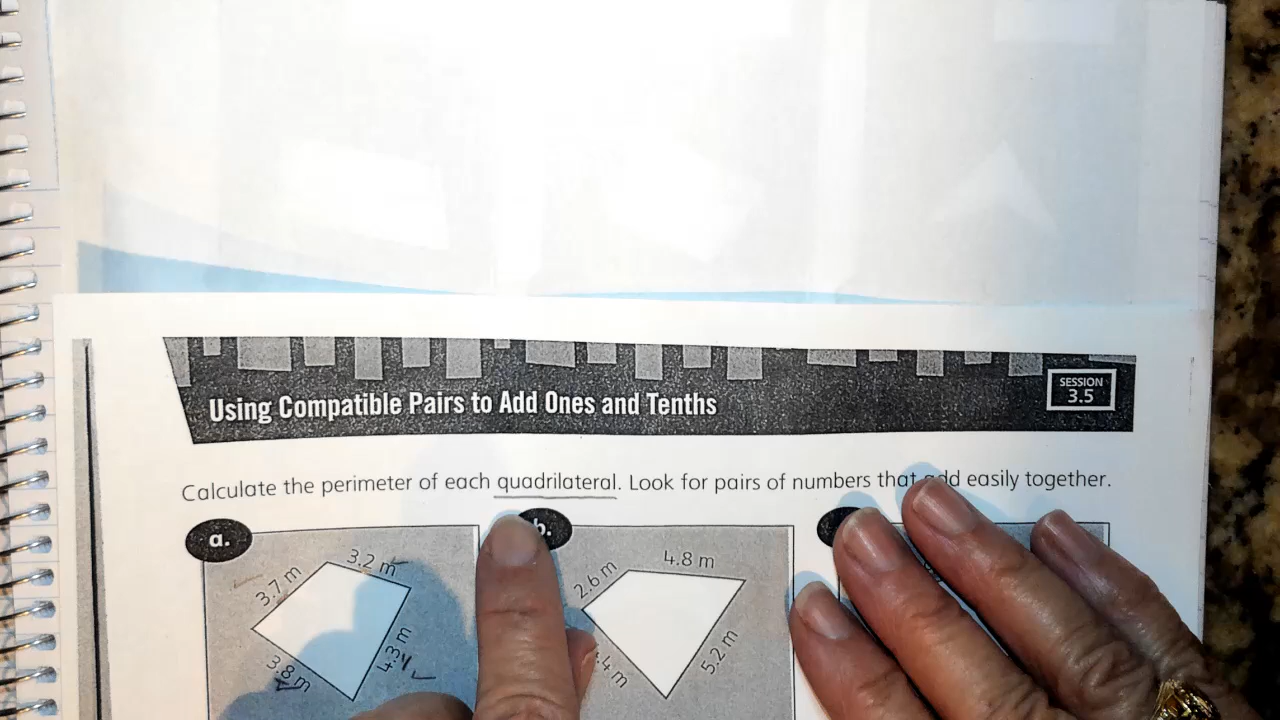 Using Compatible Pairs to Add Ones and Tenths
SESSION
3.5
Calculate the perimeter of each quadrilateral. Look for pairs of numbers that add easily together.
a.
3.7 m
3.2 m
3.8 m
4.3 m
b.
2.6 m
4.8 m
.4 m
5.2 m